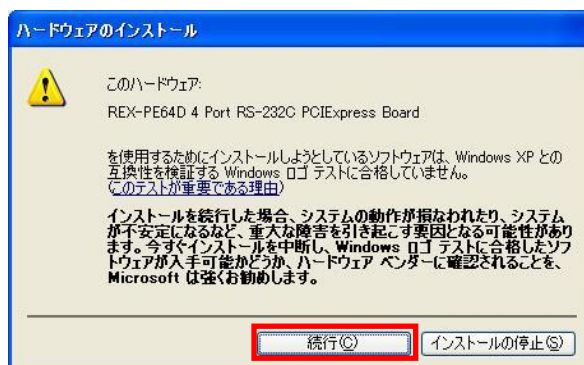 ハードウェアのインストール
このハードウェア:
REX-PE64D 4 Port RS-232C PCIExpress Board
を使用するためにインストールしようとしているソフトウェアは、Windows XP との
互換性を検証する Windows ロゴ テストに合格していません。
(このテストが重要である理由)
インストールを続行した場合、システムの動作が損なわれたり、システム
が不安定になるなど、重大な障害を引き起こす要因となる可能性があり
ます。今すぐインストールを中断し、Windows ロゴ テストに合格したソフ
トウェアが入手可能かどうか、ハードウェア ベンダーに確認されることを、
Microsoft は強くお勧めします。
続行(C)
インストールの停止(S)